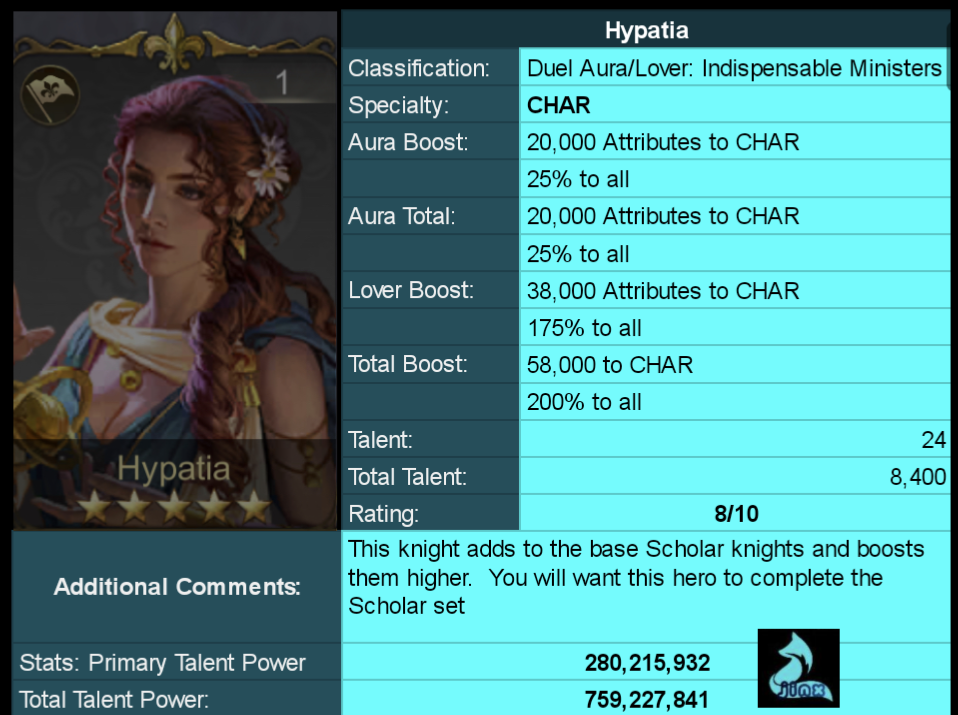 Hypatia
1
Classification: Duel Aura/Lover: Indispensable Ministers
Specialty: CHAR
Aura Boost: 20,000 Attributes to CHAR
25% to all
Aura Total: 20,000 Attributes to CHAR
25% to all
Lover Boost: 38,000 Attributes to CHAR
175% to all
Total Boost: 58,000 to CHAR
200% to all
Talent: 24
Total Talent: 8,400
Rating: 8/10
Hypatia
Additional Comments:
This knight adds to the base Scholar knights and boosts
them higher. You will want this hero to complete the
Scholar set
Stats: Primary Talent Power 280,215,932
Total Talent Power: 759,227,841
Jinx